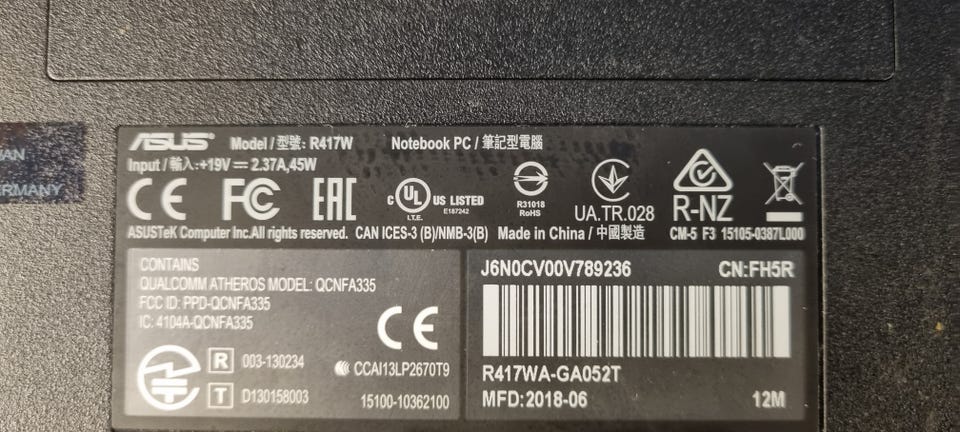 ASUS Model / 型號: R417W Notebook PC / 筆記型電腦
Input / 輸入:+19V ⎓ 2.37A,45W
CE FC EAC c UL US LISTED I.T.E. E187242 R31018 RoHS UA.TR.028 R-NZ
ASUSTeK Computer Inc.All rights reserved. CAN ICES-3 (B)/NMB-3(B) Made in China / 中國製造 CM-5 F3 15105-0387L000
CONTAINS
QUALCOMM ATHEROS MODEL: QCNFA335
FCC ID: PPD-QCNFA335
IC: 4104A-QCNFA335
CE
R 003-130234
CCAI13LP2670T9
T D130158003
15100-10362100
J6N0CV00V789236 CN:FH5R
R417WA-GA052T
MFD:2018-06 12M